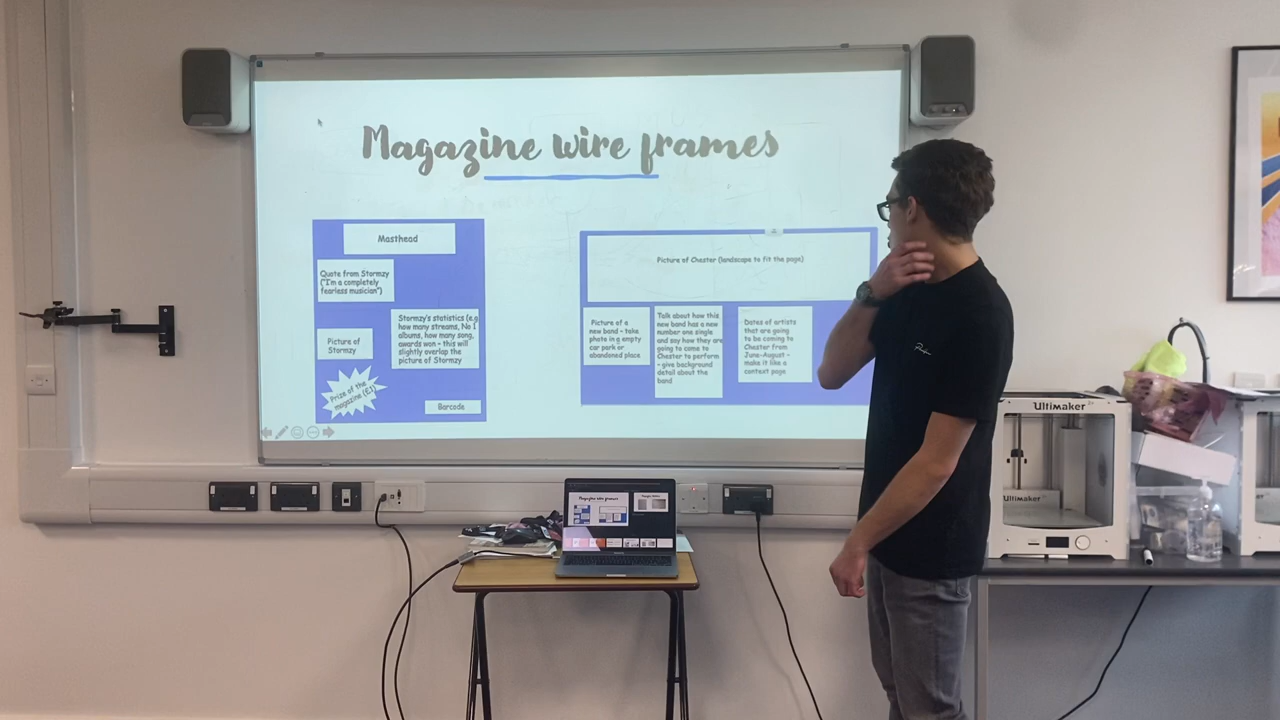 Magazine wire frames
Masthead
Quote from Stormzy
("I'm a completely
fearless musician")
Stormzy's statistics (e.g
how many streams, No 1
albums, how many song,
awards won - this will
slightly overlap the
picture of Stormzy
Picture of
Stormzy
Prize of the
magazine (£1)
Barcode
Picture of Chester (landscape to fit the page)
Picture of a
new band - take
photo in g empty
car park or
abandoned place
Talk about how this
new band has a new
number one single
and say how they are
going to come to
Chester to perform
- give background
detail about the
band
Dates of artists
that are going
to be coming to
Chester from
June-August -
make it like a
context page
Ultimaker 2+
Ultimaker
Magazine wire frames